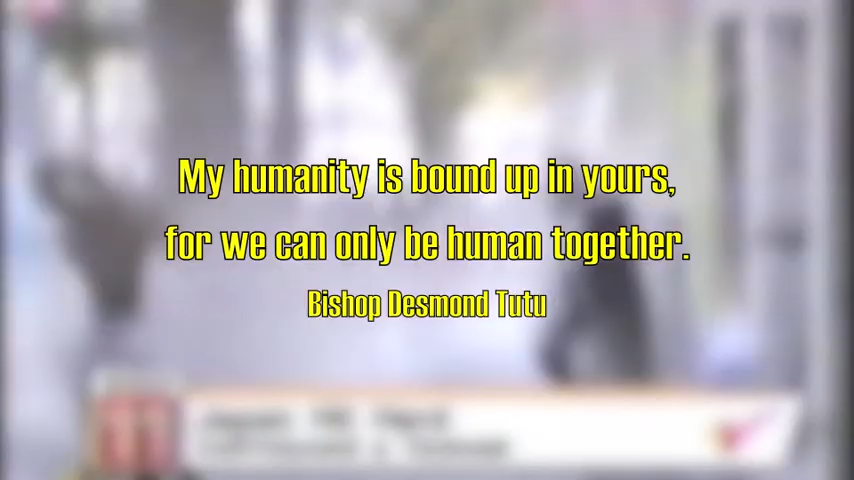 My humanity is bound up in yours,
for we can only be human together.
Bishop Desmond Tutu